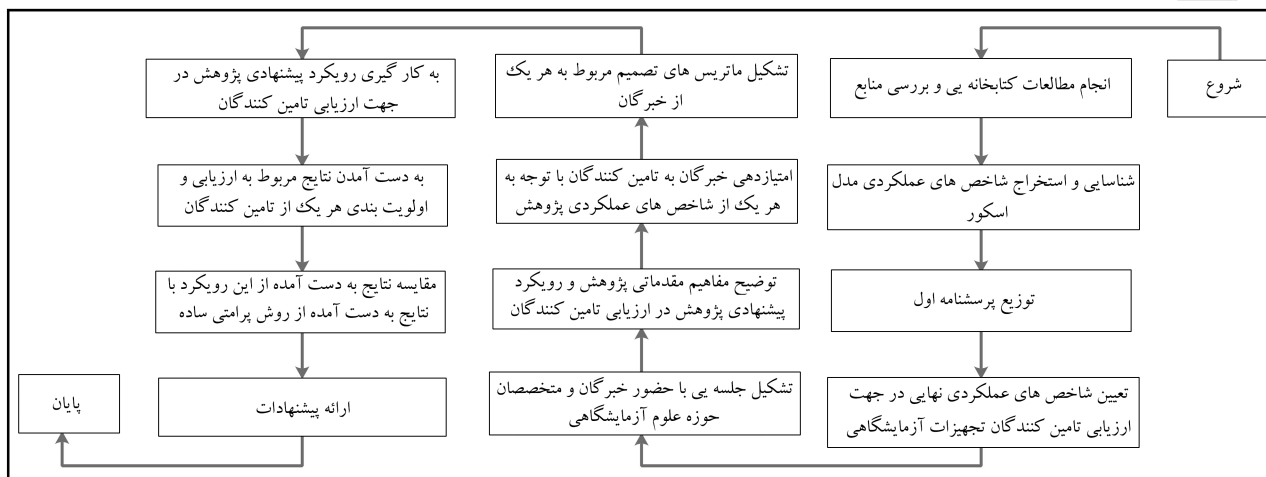 شروع
انجام مطالعات کتابخانه یی و بررسی منابع
شناسایی و استخراج شاخص های عملکردی مدل
اسکور
توزیع پرسشنامه اول
تعیین شاخص های عملکردی نهایی در جهت
ارزیابی تامین کنندگان تجهیزات آزمایشگاهی
تشکیل جلسه یی با حضور خبرگان و متخصصان
حوزه علوم آزمایشگاهی
توضیح مفاهیم مقدماتی پژوهش و رویکرد
پیشنهادی پژوهش در ارزیابی تامین کنندگان
امتیازدهی خبرگان به تامین کنندگان با توجه به
هر یک از شاخص های عملکردی پژوهش
تشکیل ماتریس های تصمیم مربوط به هر یک
از خبرگان
به کار گیری رویکرد پیشنهادی پژوهش در
جهت ارزیابی تامین کنندگان
به دست آمدن نتایج مربوط به ارزیابی و
اولویت بندی هر یک از تامین کنندگان
مقایسه نتایج به دست آمده از این رویکرد با
نتایج به دست آمده از روش پرامتی ساده
ارائه پیشنهادات
پایان